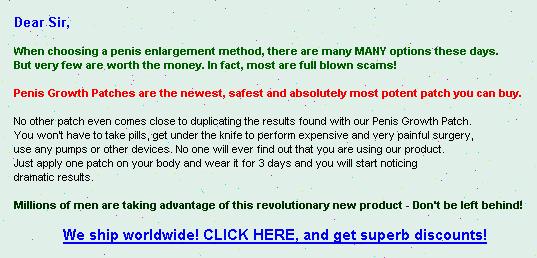 Dear Sir,
When choosing a penis enlargement method, there are many MANY options these days.
But very few are worth the money. In fact, most are full blown scams!
Penis Growth Patches are the newest, safest and absolutely most potent patch you can buy.
No other patch even comes close to duplicating the results found with our Penis Growth Patch.
You won't have to take pills, get under the knife to perform expensive and very painful surgery,
use any pumps or other devices. No one will ever find out that you are using our product.
Just apply one patch on your body and wear it for 3 days and you will start noticing
dramatic results.
Millions of men are taking advantage of this revolutionary new product - Don't be left behind!
We ship worldwide! CLICK HERE, and get superb discounts!